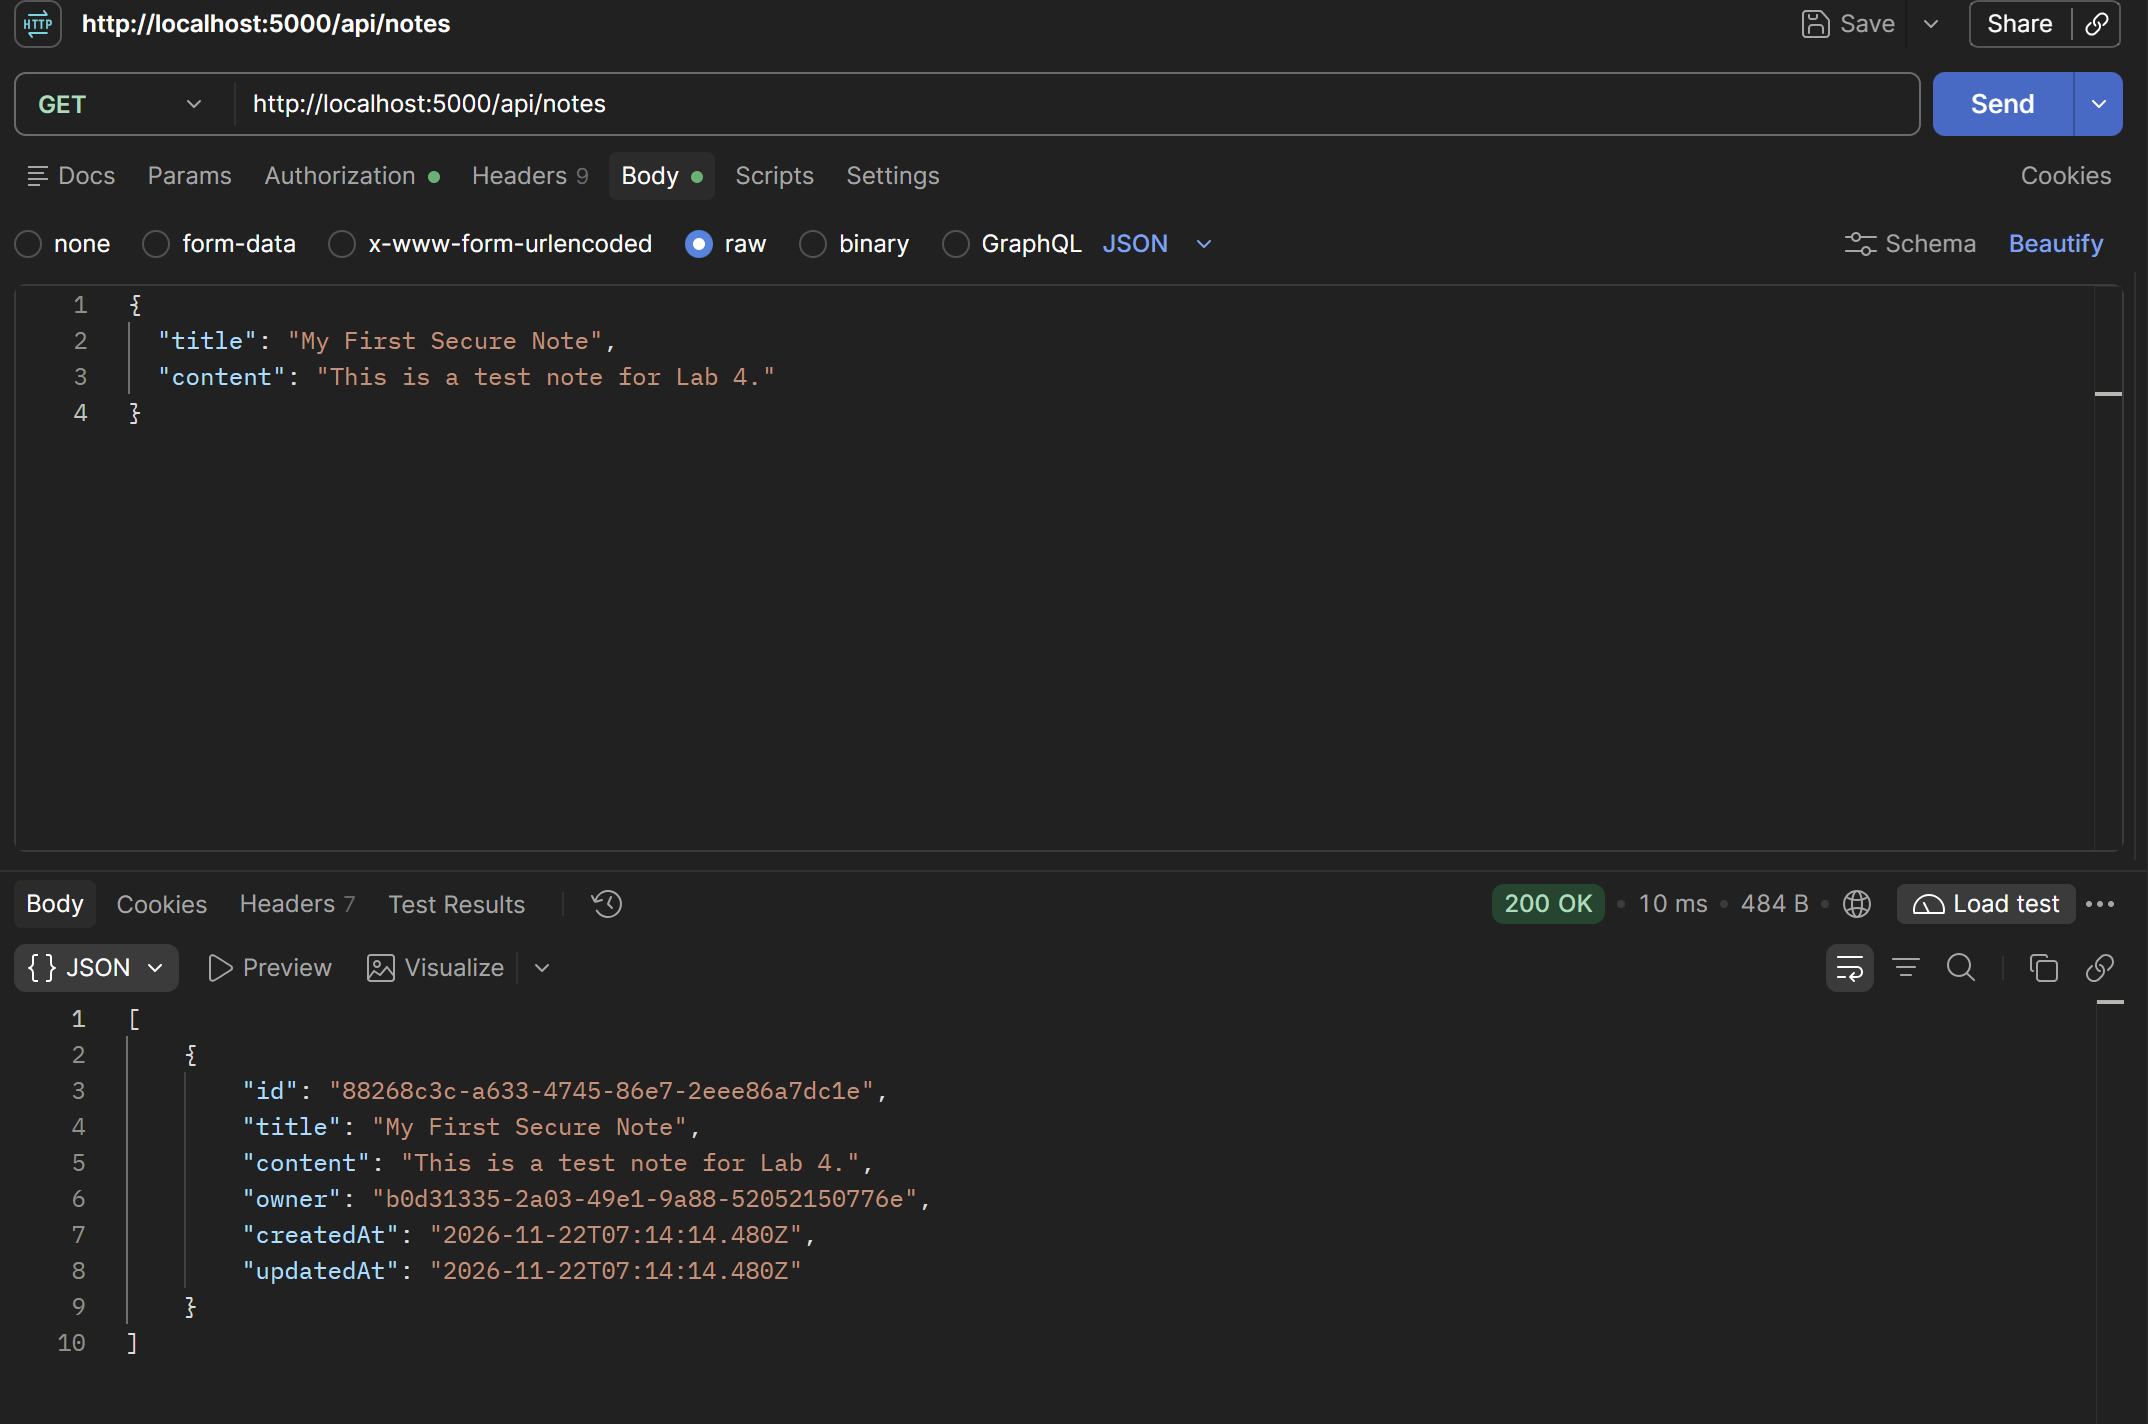 HTTP http://localhost:5000/api/notes Save Share
GET http://localhost:5000/api/notes Send
Docs Params Authorization Headers 9 Body Scripts Settings Cookies
none form-data x-www-form-urlencoded raw binary GraphQL JSON Schema Beautify
1 {
2 "title": "My First Secure Note",
3 "content": "This is a test note for Lab 4."
4 }
Body Cookies Headers 7 Test Results 200 OK • 10 ms • 484 B • Load test
{} JSON Preview Visualize
1 [
2 {
3 "id": "88268c3c-a633-4745-86e7-2eee86a7dc1e",
4 "title": "My First Secure Note",
5 "content": "This is a test note for Lab 4.",
6 "owner": "b0d31335-2a03-49e1-9a88-52052150776e",
7 "createdAt": "2026-11-22T07:14:14.480Z",
8 "updatedAt": "2026-11-22T07:14:14.480Z"
9 }
10 ]